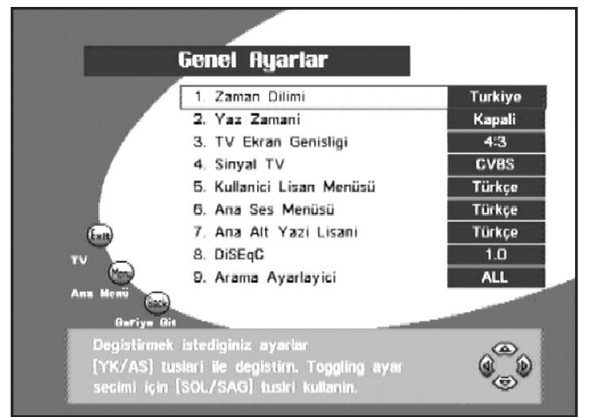 Genel Ayarlar
1. Zaman Dilimi Turkiye
2. Yaz Zamani Kapali
3. TV Ekran Genisligi 4:3
4. Sinyal TV CVBS
5. Kullanici Lisan Menüsü Türkçe
6. Ana Ses Menüsü Türkçe
7. Ana Alt Yazi Lisani Türkçe
8. DiSEqC 1.0
9. Arama Ayarlayici ALL
Exit
TV
Menu
Ana Menü
Back
Geriye Git
Degistirmek istediginiz ayarlar
[YK/AS] tuslari ile degistirn. Toggling ayar
secimi için [SOL/SAG] tuslri kullanin.